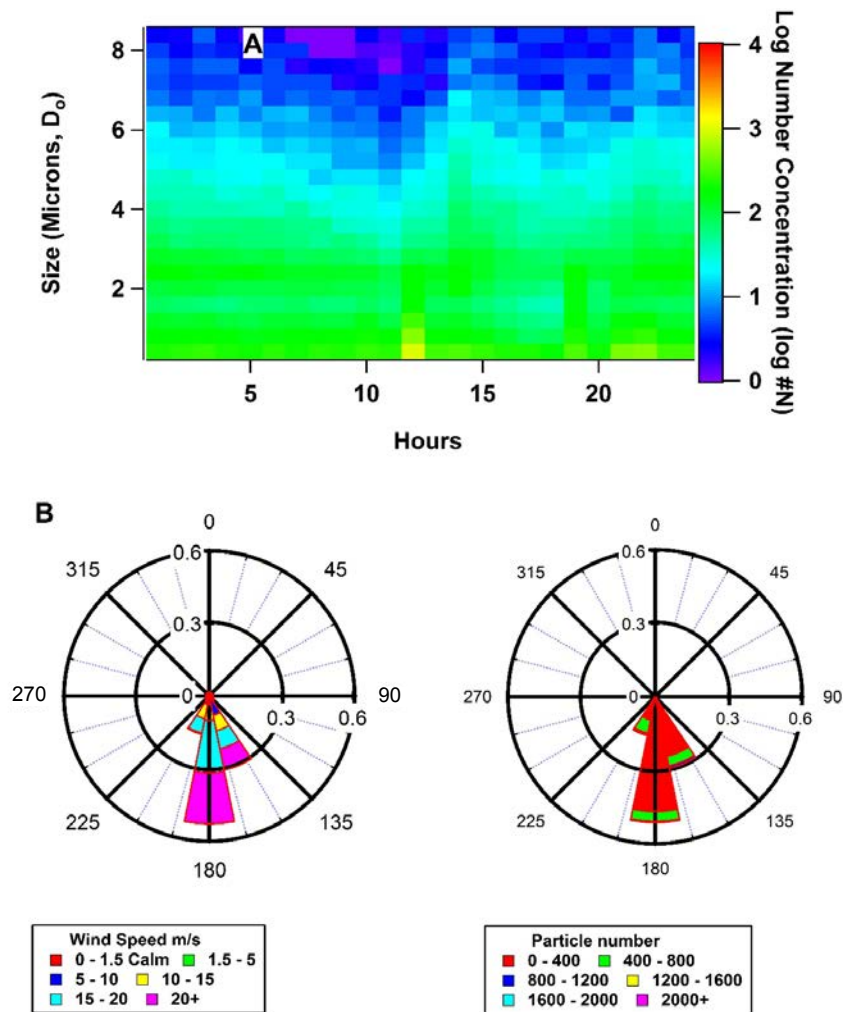 A
8
6
4
2
Size (Microns, Dₒ)
5 10 15 20
Hours
4
3
2
1
0
Log Number Concentration (log #N)
B
0
0.6
315 45
0.3
270 0 90
0.3 0.6
225 135
180
0
0.6
315 45
0.3
270 0 90
0.3 0.6
225 135
180
Wind Speed m/s
0 - 1.5 Calm 1.5 - 5
5 - 10 10 - 15
15 - 20 20+
Particle number
0 - 400 400 - 800
800 - 1200 1200 - 1600
1600 - 2000 2000+